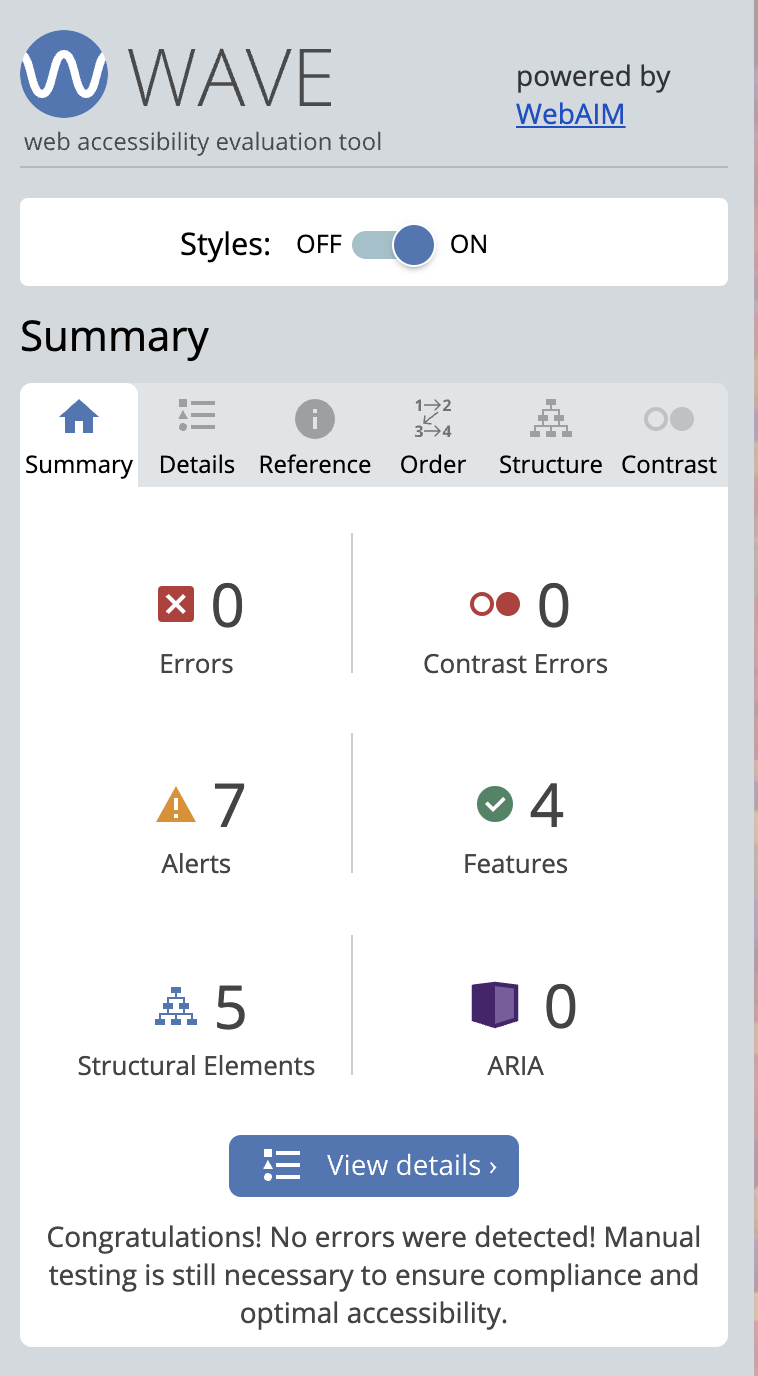 WAVE
powered by
WebAIM
web accessibility evaluation tool
Styles: OFF ON
Summary
1→2
3→4
Summary Details Reference Order Structure Contrast
0 0
Errors Contrast Errors
7 4
Alerts Features
5 0
Structural Elements ARIA
View details ›
Congratulations! No errors were detected! Manual
testing is still necessary to ensure compliance and
optimal accessibility.